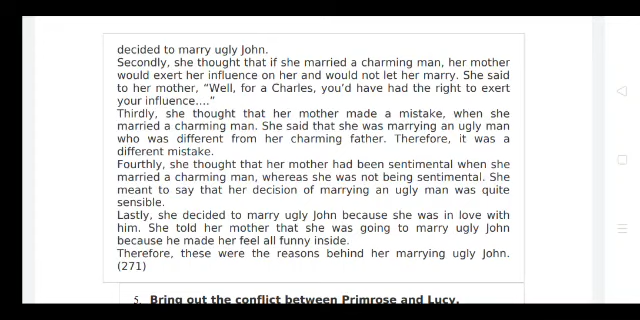 decided to marry ugly John.
Secondly, she thought that if she married a charming man, her mother
would exert her influence on her and would not let her marry. She said
to her mother, “Well, for a Charles, you’d have had the right to exert
your influence....”
Thirdly, she thought that her mother made a mistake, when she
married a charming man. She said that she was marrying an ugly man
who was different from her charming father. Therefore, it was a
different mistake.
Fourthly, she thought that her mother had been sentimental when she
married a charming man, whereas she was not being sentimental. She
meant to say that her decision of marrying an ugly man was quite
sensible.
Lastly, she decided to marry ugly John because she was in love with
him. She told her mother that she was going to marry ugly John
because he made her feel all funny inside.
Therefore, these were the reasons behind her marrying ugly John.
(271)
5. Bring out the conflict between Primrose and Lucy.